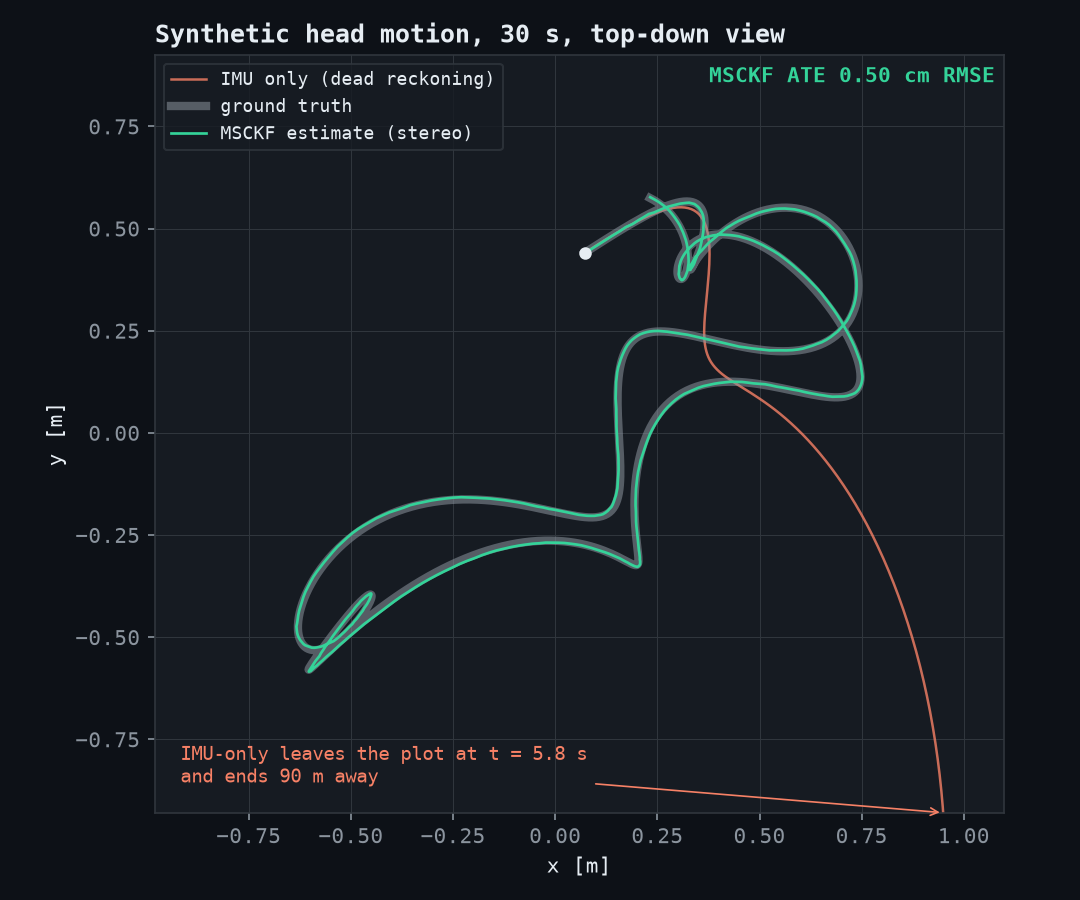 Synthetic head motion, 30 s, top-down view
IMU only (dead reckoning)
ground truth
MSCKF estimate (stereo)
MSCKF ATE 0.50 cm RMSE
0.75
0.50
0.25
0.00
−0.25
−0.50
−0.75
y [m]
IMU-only leaves the plot at t = 5.8 s
and ends 90 m away
−0.75 −0.50 −0.25 0.00 0.25 0.50 0.75 1.00
x [m]